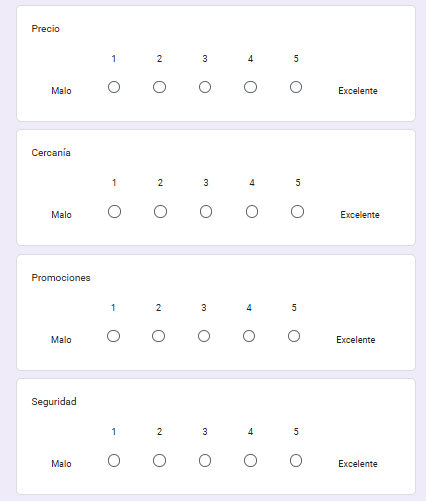 Precio
1 2 3 4 5
Malo Excelente
Cercanía
1 2 3 4 5
Malo Excelente
Promociones
1 2 3 4 5
Malo Excelente
Seguridad
1 2 3 4 5
Malo Excelente